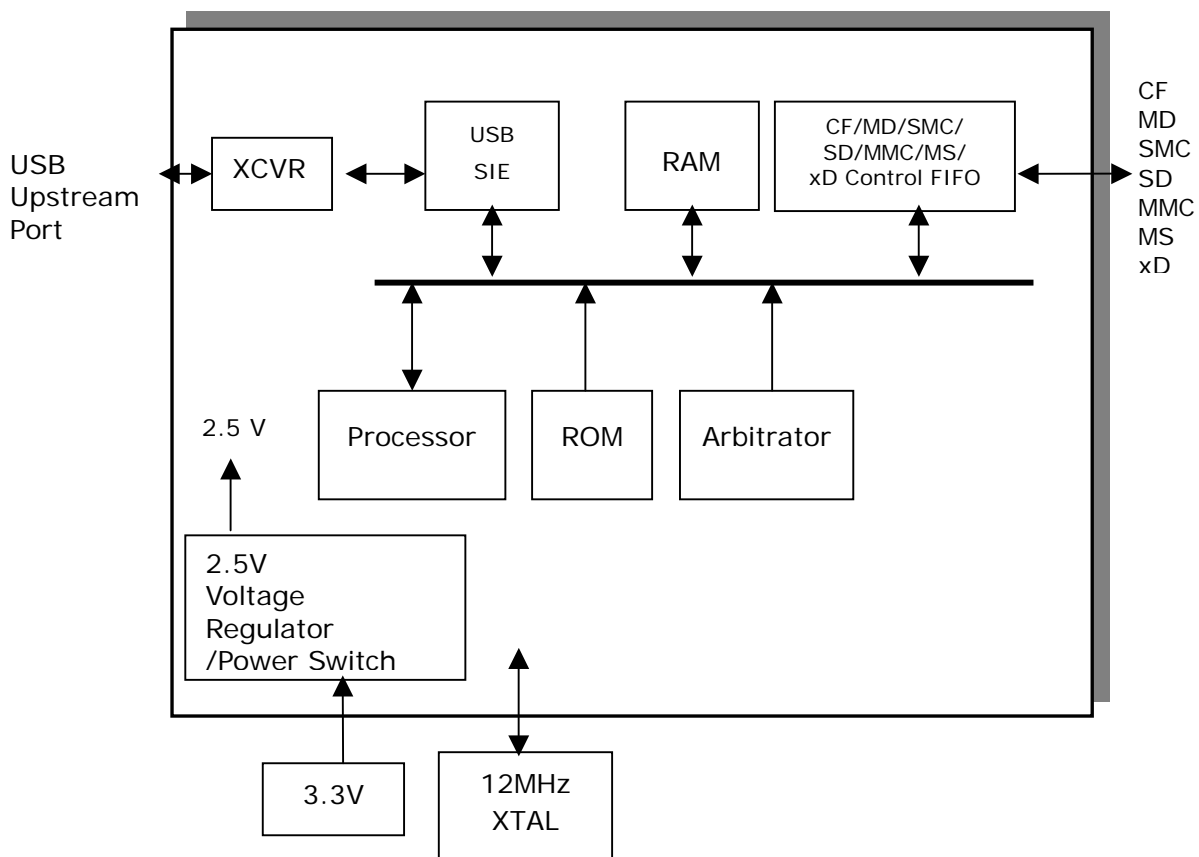 USB
Upstream
Port
XCVR
USB
SIE
RAM
CF/MD/SMC/
SD/MMC/MS/
xD Control FIFO
CF
MD
SMC
SD
MMC
MS
xD
Processor
ROM
Arbitrator
2.5 V
2.5V
Voltage
Regulator
/Power Switch
3.3V
12MHz
XTAL